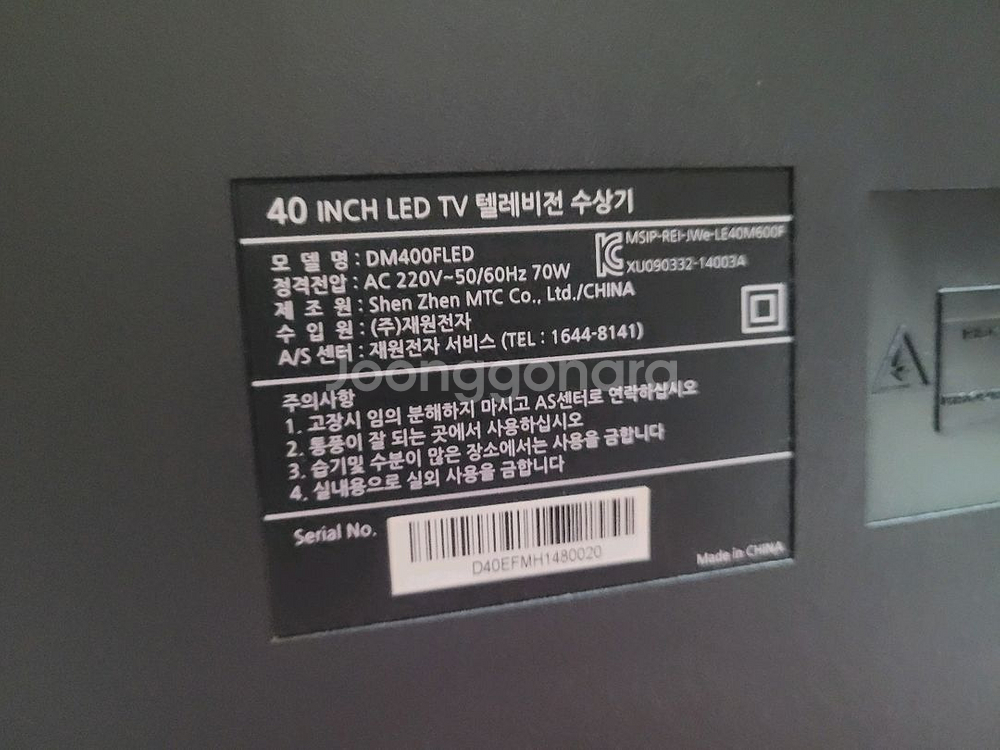 40 INCH LED TV 텔레비전 수상기
모 델 명 : DM400FLED
정격전압 : AC 220V~50/60Hz 70W
제 조 원 : Shen Zhen MTC Co., Ltd./CHINA
수 입 원 : (주)재원전자
A/S 센터 : 재원전자 서비스 (TEL : 1644-8141)
MSIP-REI-JWe-LE40M600F
XU090332-14003A
Joonggonara
주의사항
1. 고장시 임의 분해하지 마시고 AS센터로 연락하십시오
2. 통풍이 잘 되는 곳에서 사용하십시오
3. 습기및 수분이 많은 장소에서는 사용을 금합니다
4. 실내용으로 실외 사용을 금합니다
Serial No.
D40EFMH1480020
Made in CHINA